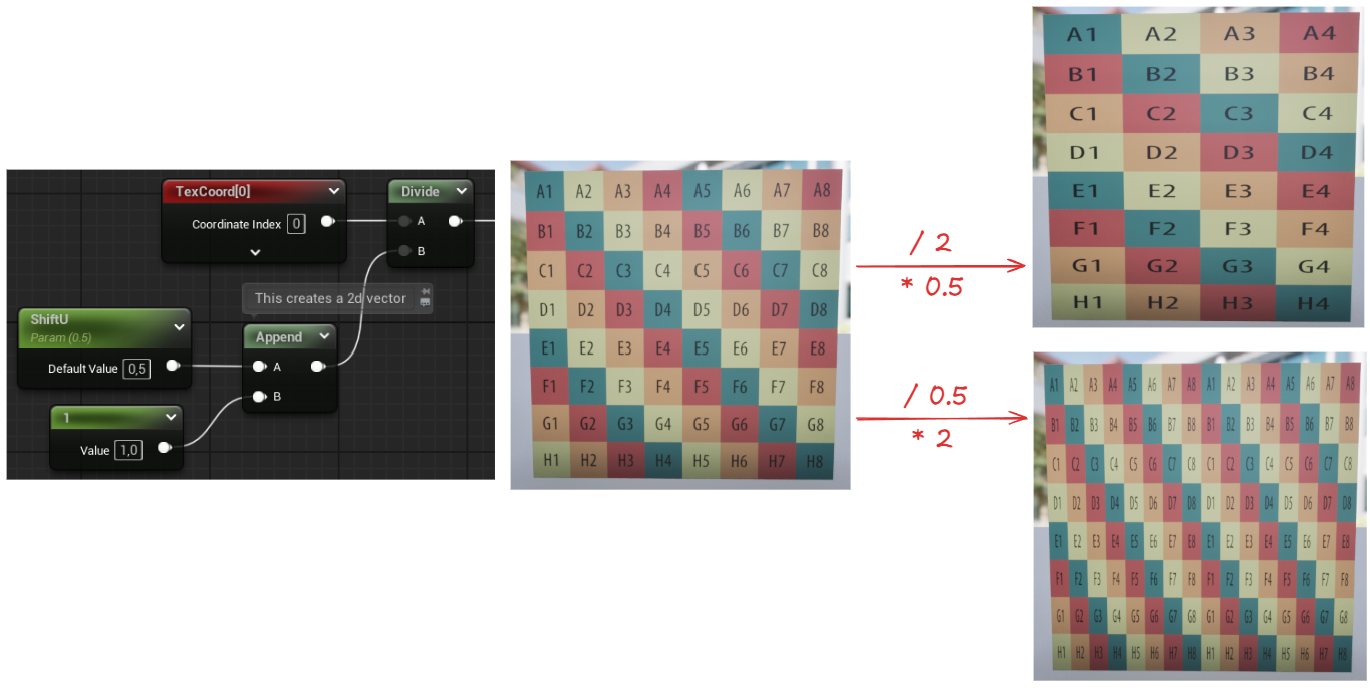 TexCoord[0]
Coordinate Index 0
Divide
A
B
This creates a 2d vector
ShiftU
Param (0.5)
Default Value 0,5
Append
A
B
1
Value 1,0
A1 A2 A3 A4 A5 A6 A7 A8
B1 B2 B3 B4 B5 B6 B7 B8
C1 C2 C3 C4 C5 C6 C7 C8
D1 D2 D3 D4 D5 D6 D7 D8
E1 E2 E3 E4 E5 E6 E7 E8
F1 F2 F3 F4 F5 F6 F7 F8
G1 G2 G3 G4 G5 G6 G7 G8
H1 H2 H3 H4 H5 H6 H7 H8
/ 2
* 0.5
/ 0.5
* 2
A1 A2 A3 A4
B1 B2 B3 B4
C1 C2 C3 C4
D1 D2 D3 D4
E1 E2 E3 E4
F1 F2 F3 F4
G1 G2 G3 G4
H1 H2 H3 H4
A1 A2 A3 A4 A5 A6 A7 A8 A1 A2 A3 A4 A5 A6 A7 A8
B1 B2 B3 B4 B5 B6 B7 B8 B1 B2 B3 B4 B5 B6 B7 B8
C1 C2 C3 C4 C5 C6 C7 C8 C1 C2 C3 C4 C5 C6 C7 C8
D1 D2 D3 D4 D5 D6 D7 D8 D1 D2 D3 D4 D5 D6 D7 D8
E1 E2 E3 E4 E5 E6 E7 E8 E1 E2 E3 E4 E5 E6 E7 E8
F1 F2 F3 F4 F5 F6 F7 F8 F1 F2 F3 F4 F5 F6 F7 F8
G1 G2 G3 G4 G5 G6 G7 G8 G1 G2 G3 G4 G5 G6 G7 G8
H1 H2 H3 H4 H5 H6 H7 H8 H1 H2 H3 H4 H5 H6 H7 H8